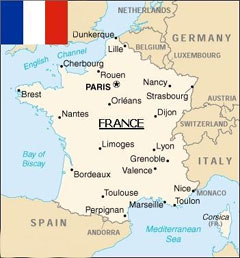 NETHERLANDS
Dunkerque
GERMANY
English Channel
Lille
BELGIUM
LUXEMBOURG
Cherbourg
Rouen
PARIS
Nancy
Strasbourg
AUSTRIA
Brest
Orléans
Nantes
Dijon
FRANCE
SWITZERLAND
Bay of
Biscay
Limoges
Lyon
Grenoble
ITALY
Bordeaux
Valence
Toulouse
Nice
MONACO
Marseille
Toulon
Perpignan
Corsica
(FR.)
SPAIN
ANDORRA
Mediterranean
Sea